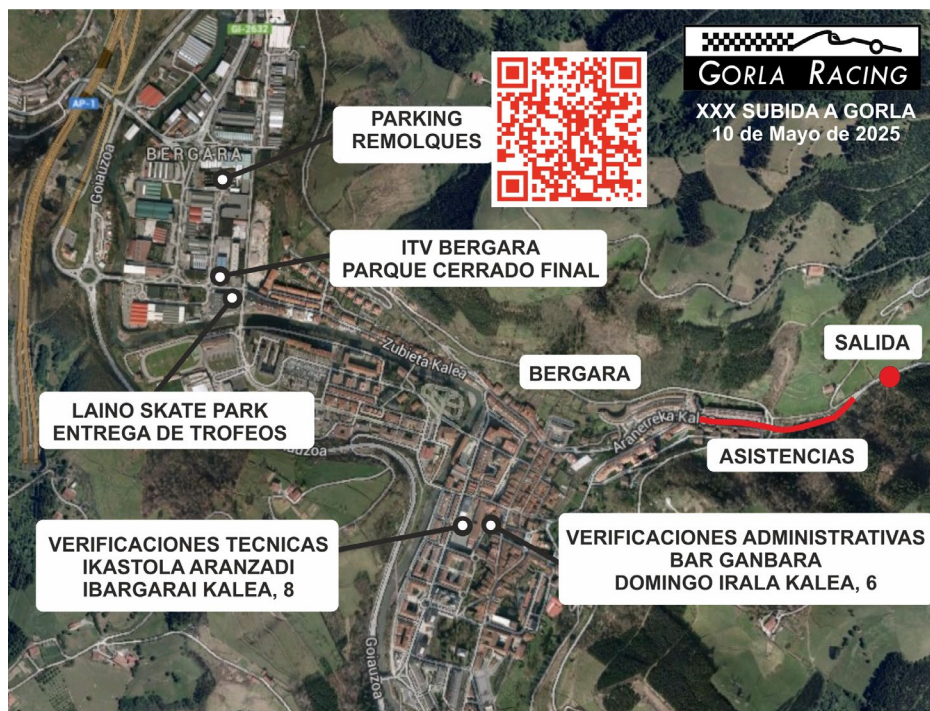 GI-2632
GORLA RACING
XXX SUBIDA A GORLA
10 de Mayo de 2025
AP-1
PARKING
REMOLQUES
BERGARA
Goiauzoa
ITV BERGARA
PARQUE CERRADO FINAL
Zubieta Kalea
SALIDA
BERGARA
LAINO SKATE PARK
ENTREGA DE TROFEOS
Goiauzoa
ASISTENCIAS
VERIFICACIONES TECNICAS
IKASTOLA ARANZADI
IBARGARAI KALEA, 8
VERIFICACIONES ADMINISTRATIVAS
BAR GANBARA
DOMINGO IRALA KALEA, 6
Goiauzoa